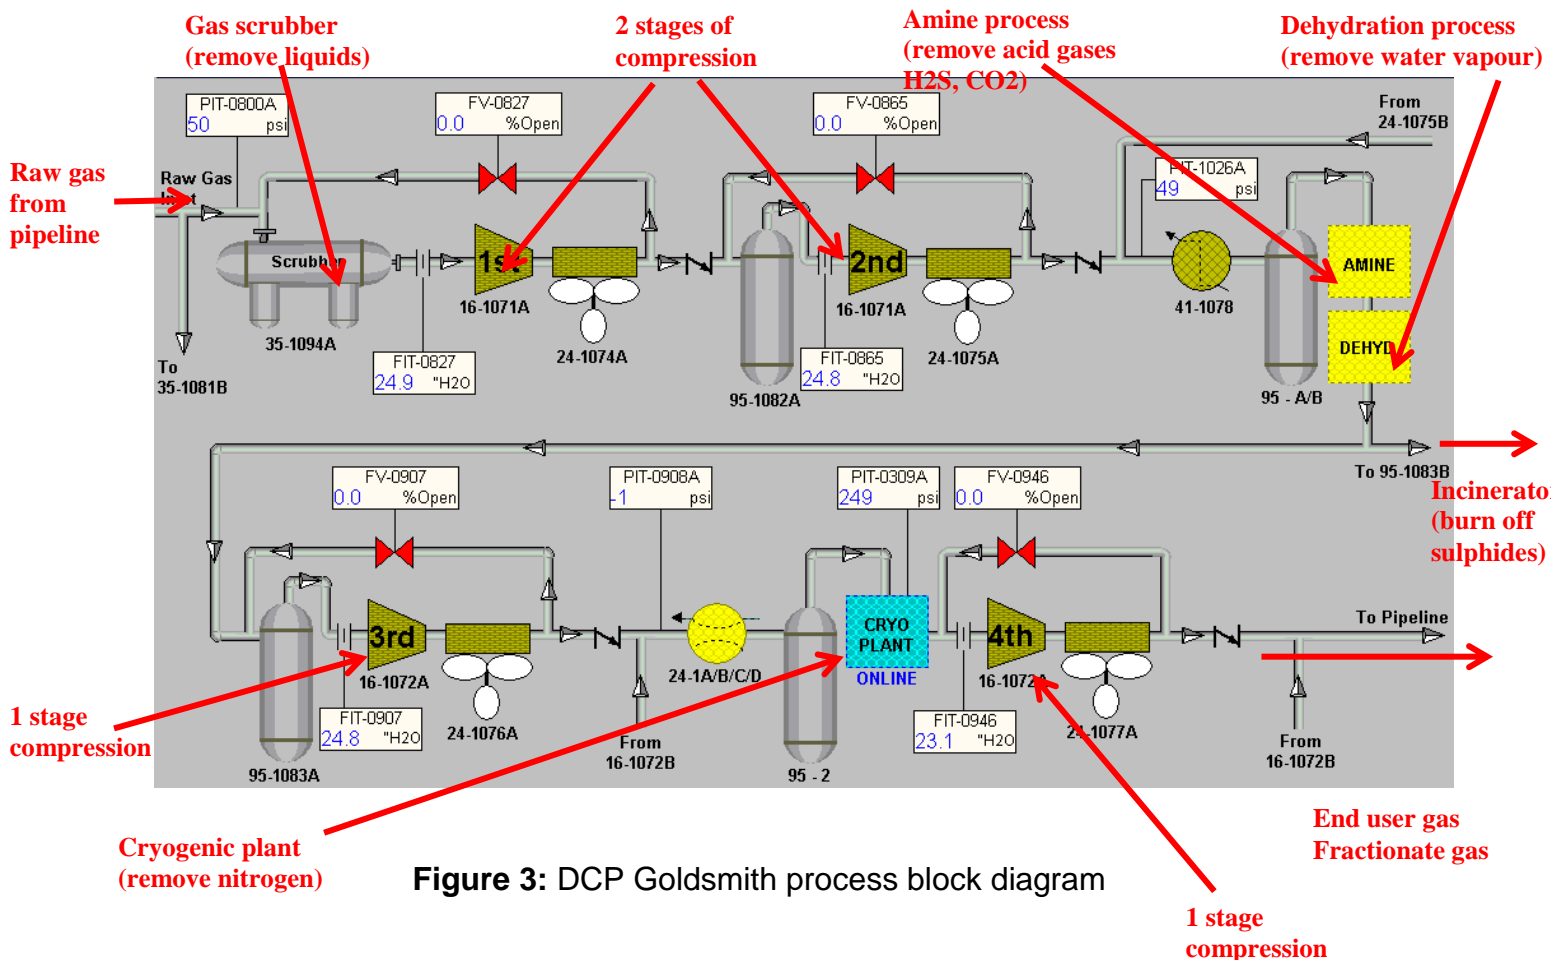 Gas scrubber
(remove liquids)
2 stages of
compression
Amine process
(remove acid gases
H2S, CO2)
Dehydration process
(remove water vapour)
PIT-0800A
50 psi
FV-0827
0.0 %Open
FV-0865
0.0 %Open
From
24-1075B
Raw gas
from
pipeline
Raw Gas
PIT-1026A
49 psi
Scrubber
1st
2nd
AMINE
16-1071A
16-1071A
41-1078
35-1094A
24-1074A
24-1075A
DEHYD
To
35-1081B
FIT-0827
24.9 "H2O
FIT-0865
24.8 "H2O
95-1082A
95 - A/B
To 95-1083B
FV-0907
0.0 %Open
PIT-0908A
-1 psi
PIT-0309A
249 psi
FV-0946
0.0 %Open
(burn off
sulphides)
3rd
CRYO
PLANT
ONLINE
4th
To Pipeline
16-1072A
24-1A/B/C/D
16-1072A
1 stage
compression
FIT-0907
24.8 "H2O
24-1076A
From
16-1072B
FIT-0946
23.1 "H2O
24-1077A
From
16-1072B
95-1083A
95 - 2
Cryogenic plant
(remove nitrogen)
End user gas
Fractionate gas
Figure 3: DCP Goldsmith process block diagram
1 stage
compression